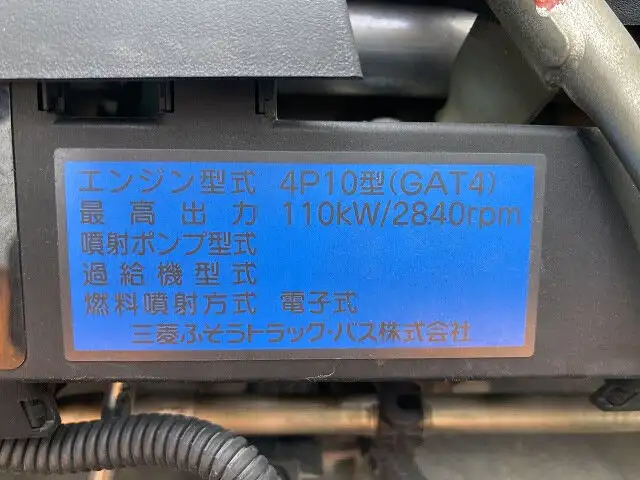 エンジン型式 4P10型(GAT4)
最高出力 110kW/2840rpm
噴射ポンプ型式
過給機型式
燃料噴射方式 電子式
三菱ふそうトラック・バス株式会社